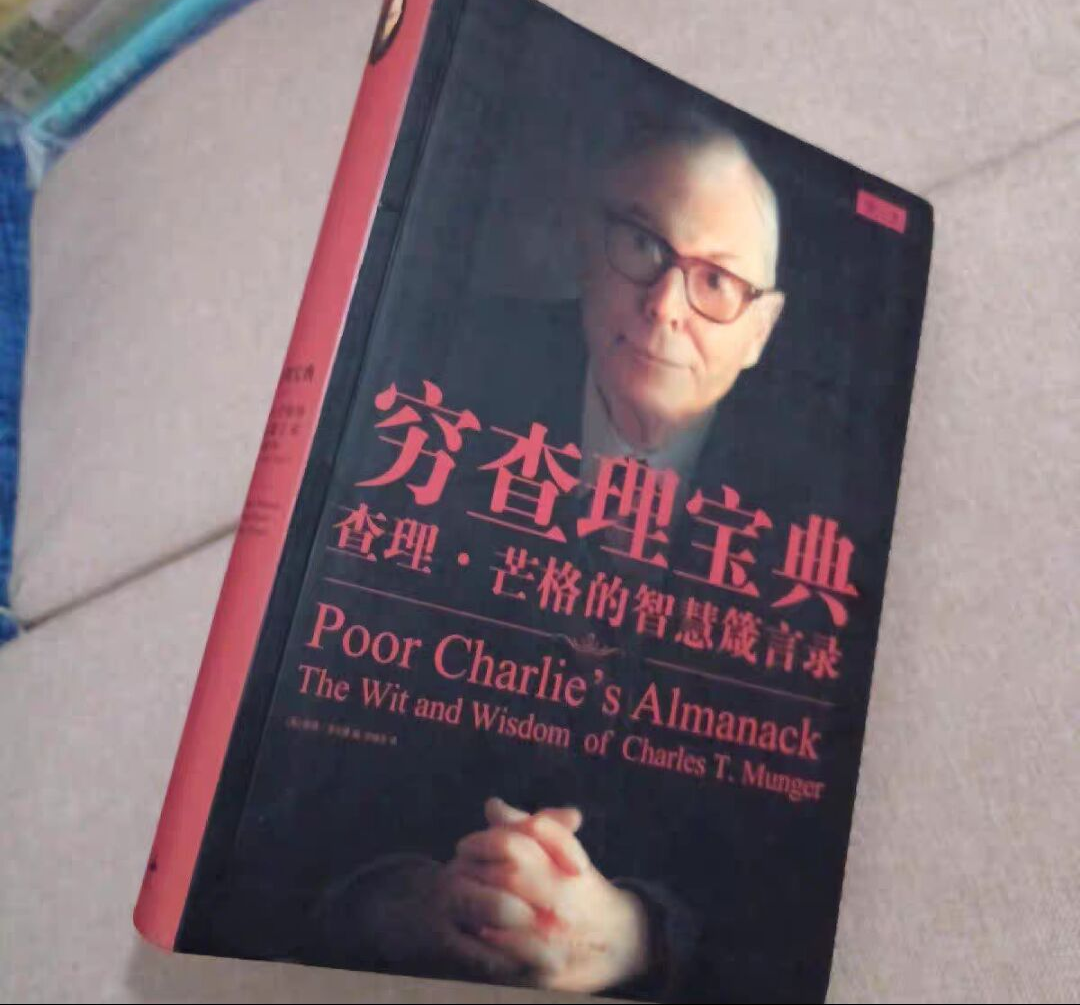 穷查理宝典
查理·芒格的智慧箴言录
Poor Charlie's Almanack
The Wit and Wisdom of Charles T. Munger